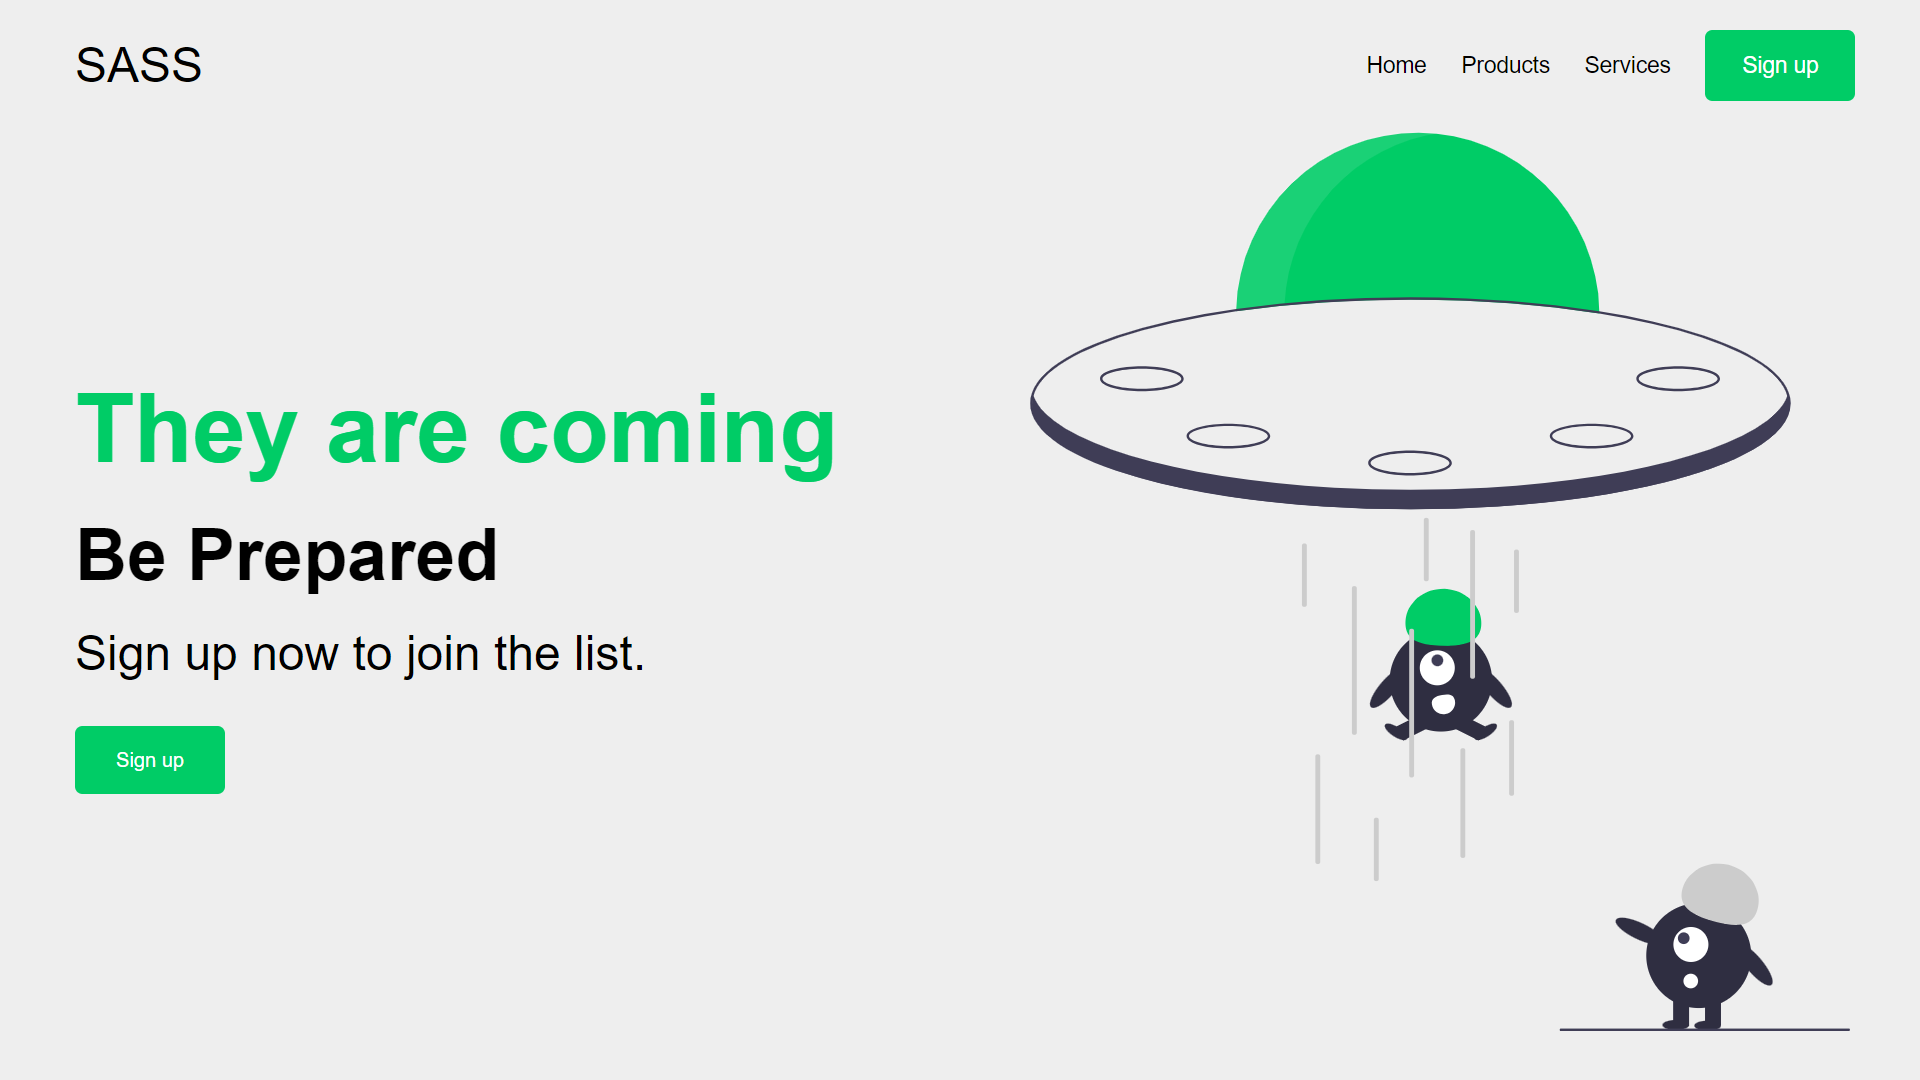 SASS
Home Products Services Sign up
They are coming
Be Prepared
Sign up now to join the list.
Sign up